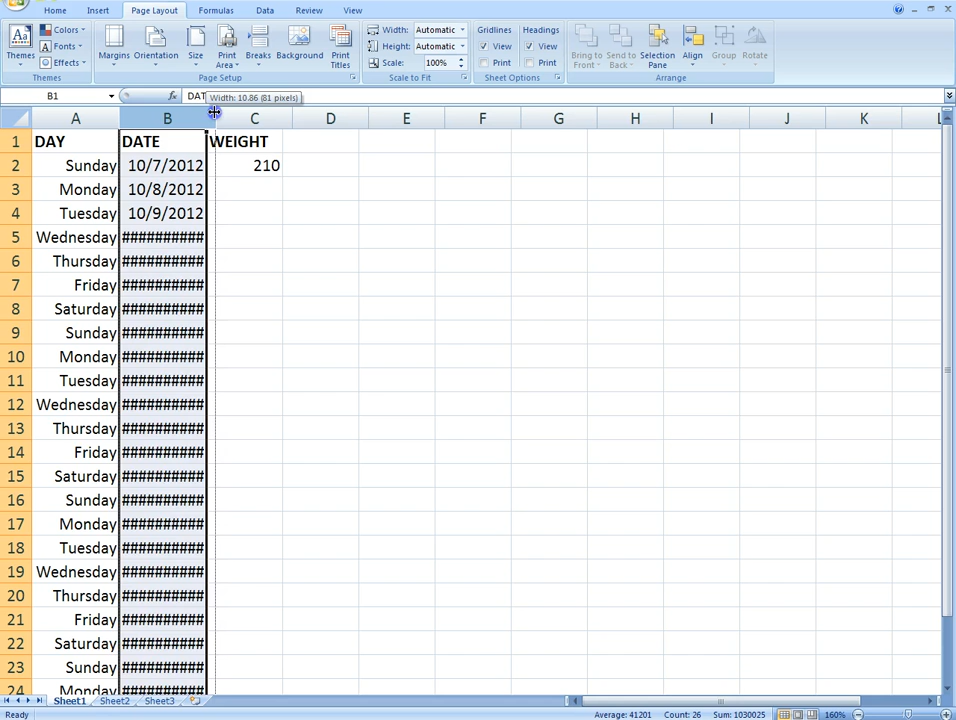 Home Insert Page Layout Formulas Data Review View
Themes Colors Fonts Effects Themes
Margins Orientation Size Print Area Breaks Background Print Titles Page Setup
Width: Automatic
Height: Automatic
Scale: 100%
Scale to Fit
Gridlines Headings
View View
Print Print
Sheet Options
Bring to Front Send to Back Selection Pane Align Group Rotate Arrange
B1 fx DAT
Width: 10.86 (81 pixels)
A B C D E F G H I J K L
1 DAY DATE WEIGHT
2 Sunday 10/7/2012 210
3 Monday 10/8/2012
4 Tuesday 10/9/2012
5 Wednesday ##########
6 Thursday ##########
7 Friday ##########
8 Saturday ##########
9 Sunday ##########
10 Monday ##########
11 Tuesday ##########
12 Wednesday ##########
13 Thursday ##########
14 Friday ##########
15 Saturday ##########
16 Sunday ##########
17 Monday ##########
18 Tuesday ##########
19 Wednesday ##########
20 Thursday ##########
21 Friday ##########
22 Saturday ##########
23 Sunday ##########
24 Monday ##########
Sheet1 Sheet2 Sheet3
Ready Average: 41201 Count: 26 Sum: 1030025 160%